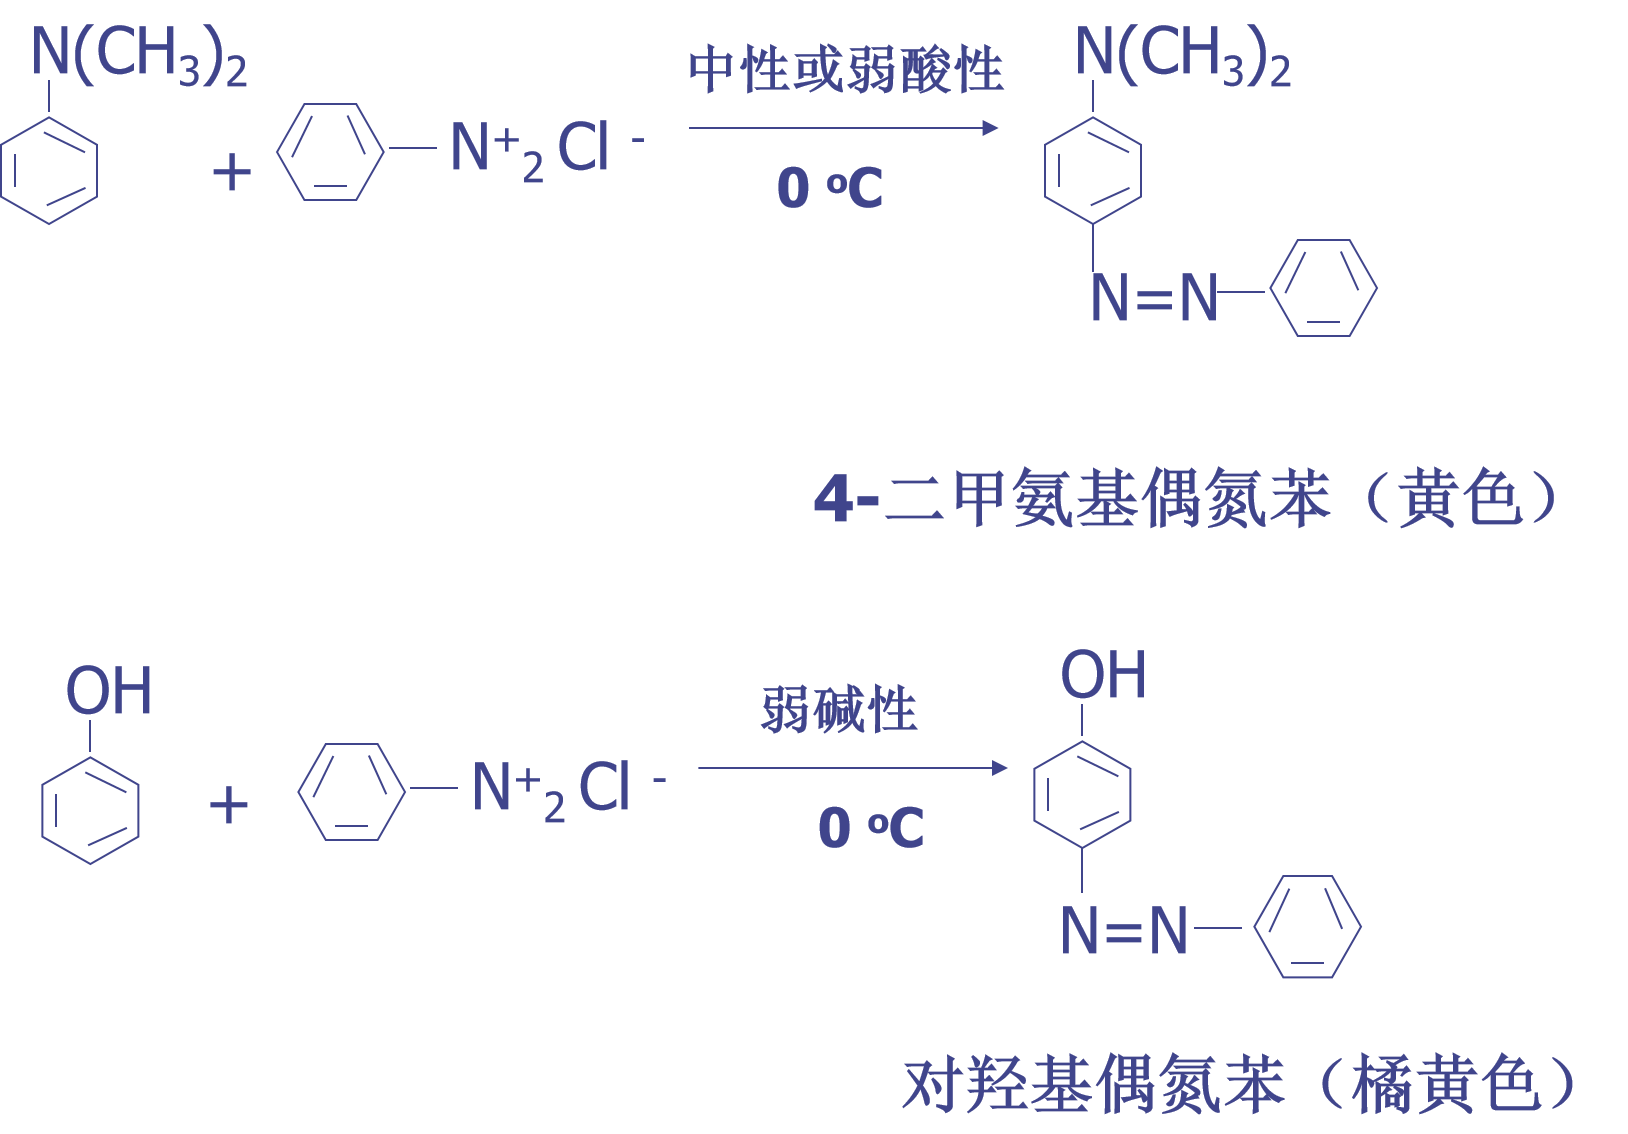 N(CH₃)₂ + N⁺₂ Cl ⁻ 中性或弱酸性 0 ºC N(CH₃)₂
N=N
4-二甲氨基偶氮苯（黄色）
OH + N⁺₂ Cl ⁻ 弱碱性 0 ºC OH
N=N
对羟基偶氮苯（橘黄色）